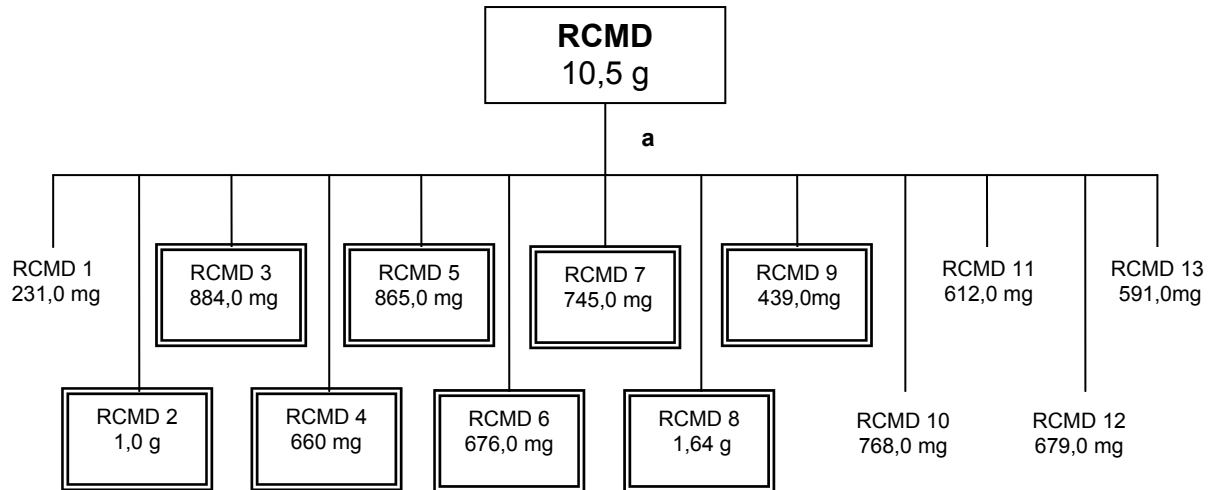 RCMD
10,5 g
a
RCMD 1
231,0 mg
RCMD 2
1,0 g
RCMD 3
884,0 mg
RCMD 4
660 mg
RCMD 5
865,0 mg
RCMD 6
676,0 mg
RCMD 7
745,0 mg
RCMD 8
1,64 g
RCMD 9
439,0mg
RCMD 10
768,0 mg
RCMD 11
612,0 mg
RCMD 12
679,0 mg
RCMD 13
591,0mg